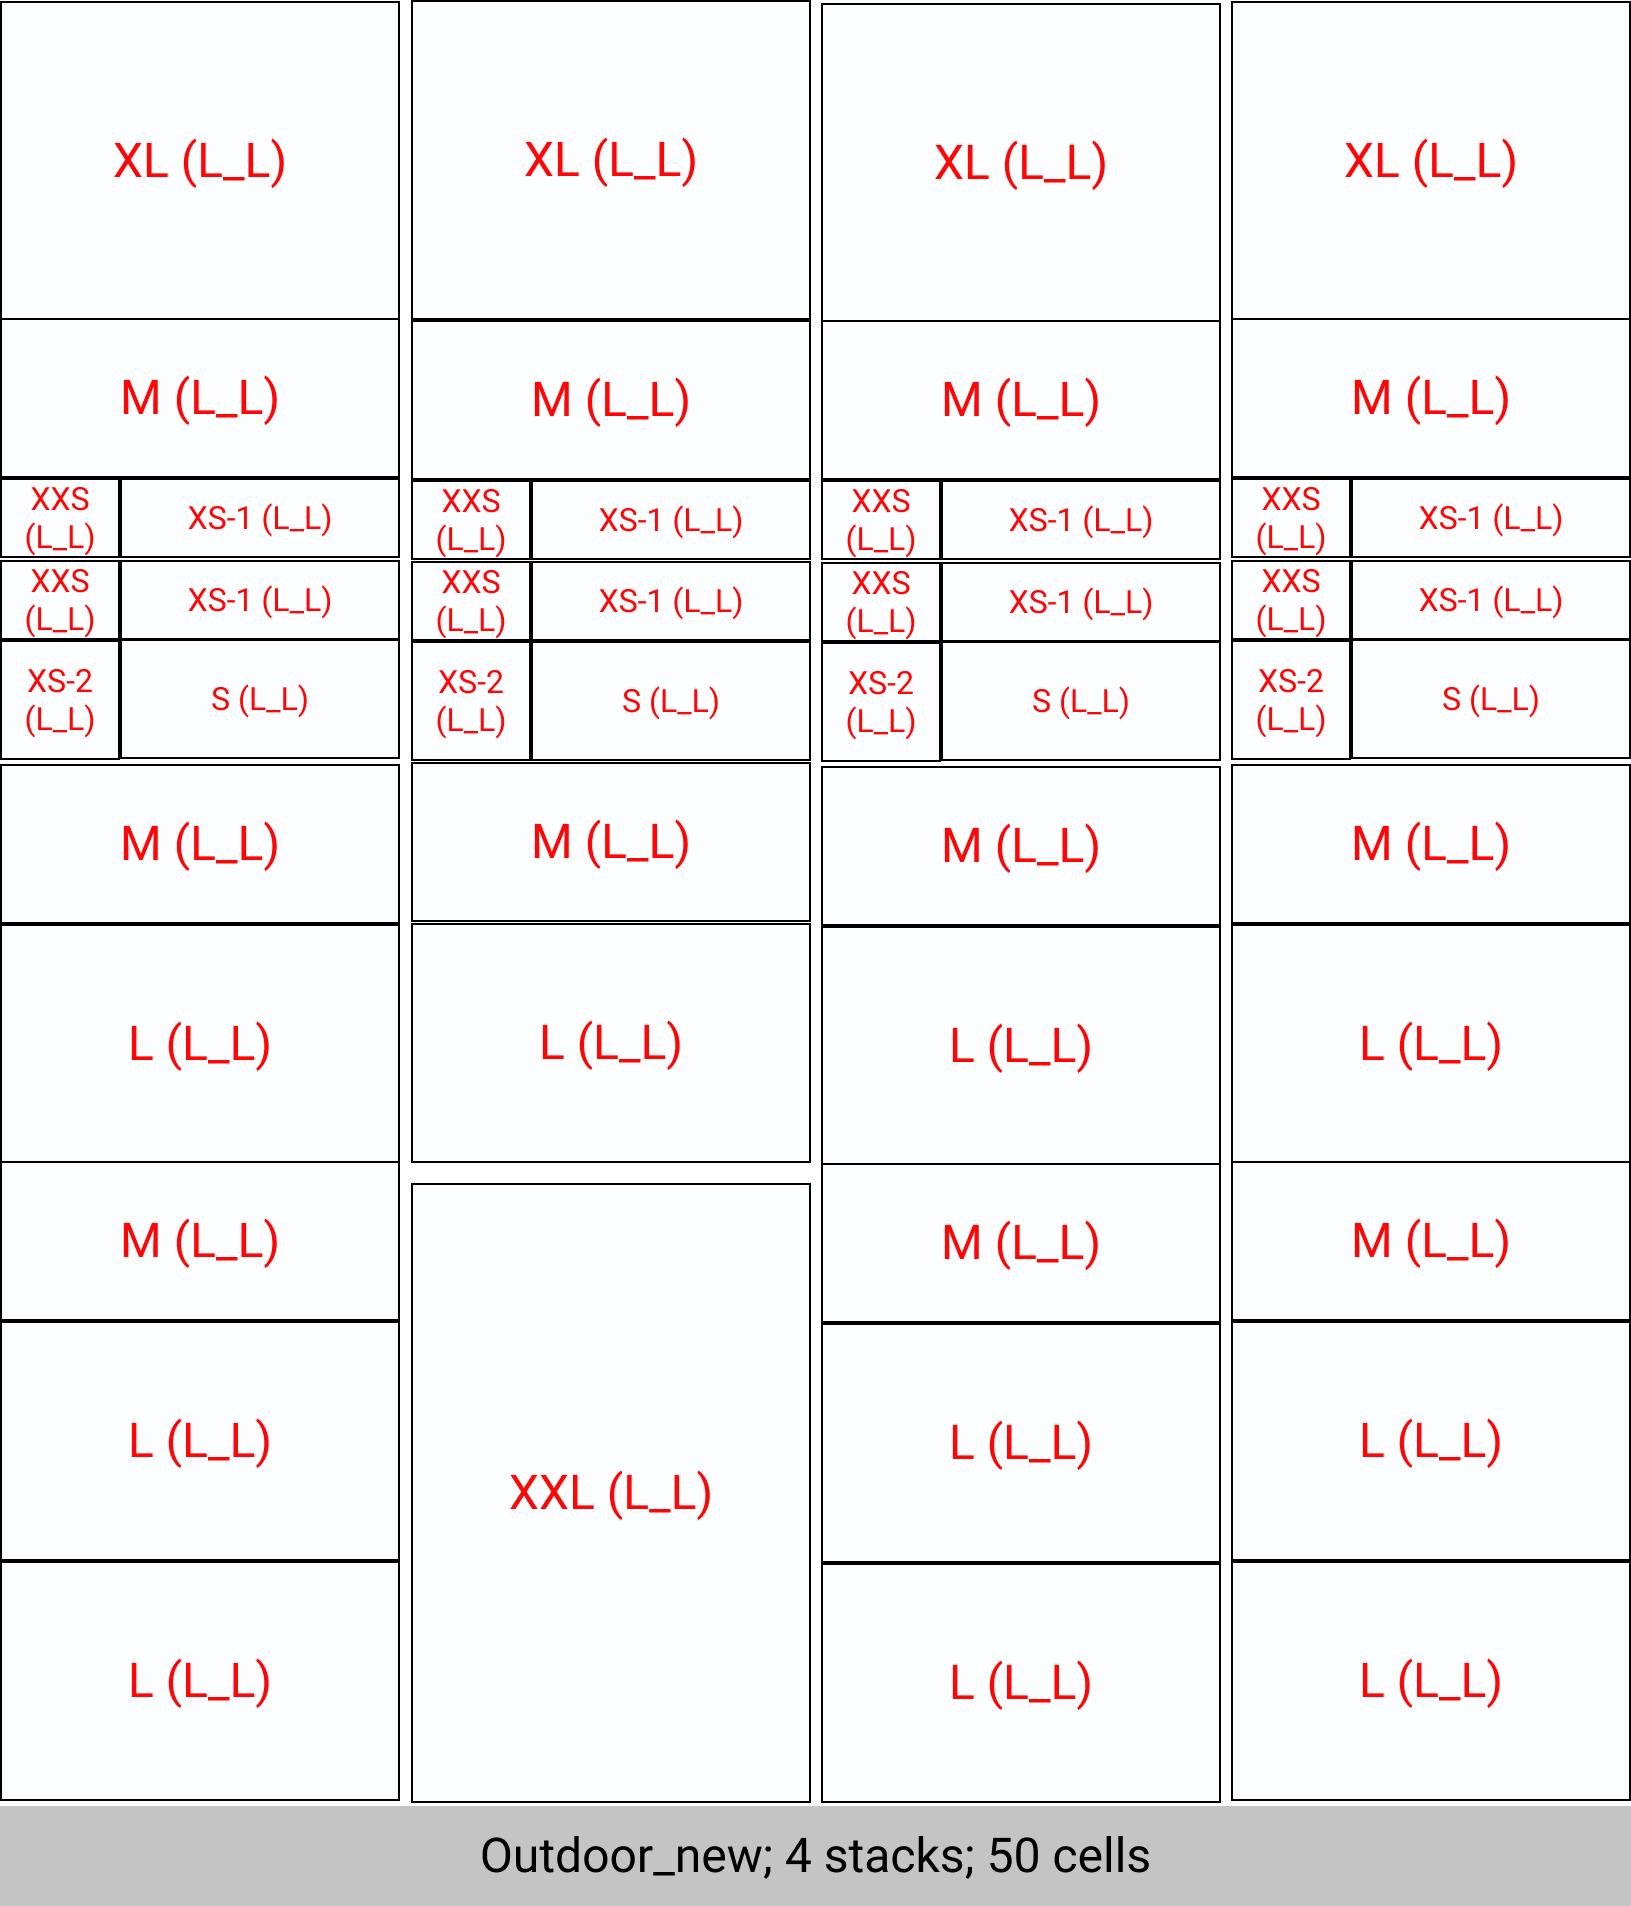 XL (L_L)
XL (L_L)
XL (L_L)
XL (L_L)
M (L_L)
M (L_L)
M (L_L)
M (L_L)
XXS
(L_L)
XS-1 (L_L)
XXS
(L_L)
XS-1 (L_L)
XXS
(L_L)
XS-1 (L_L)
XXS
(L_L)
XS-1 (L_L)
XXS
(L_L)
XS-1 (L_L)
XXS
(L_L)
XS-1 (L_L)
XXS
(L_L)
XS-1 (L_L)
XXS
(L_L)
XS-1 (L_L)
XS-2
(L_L)
S (L_L)
XS-2
(L_L)
S (L_L)
XS-2
(L_L)
S (L_L)
XS-2
(L_L)
S (L_L)
M (L_L)
M (L_L)
M (L_L)
M (L_L)
L (L_L)
L (L_L)
L (L_L)
L (L_L)
M (L_L)
M (L_L)
M (L_L)
L (L_L)
XXL (L_L)
L (L_L)
L (L_L)
L (L_L)
L (L_L)
L (L_L)
Outdoor_new; 4 stacks; 50 cells